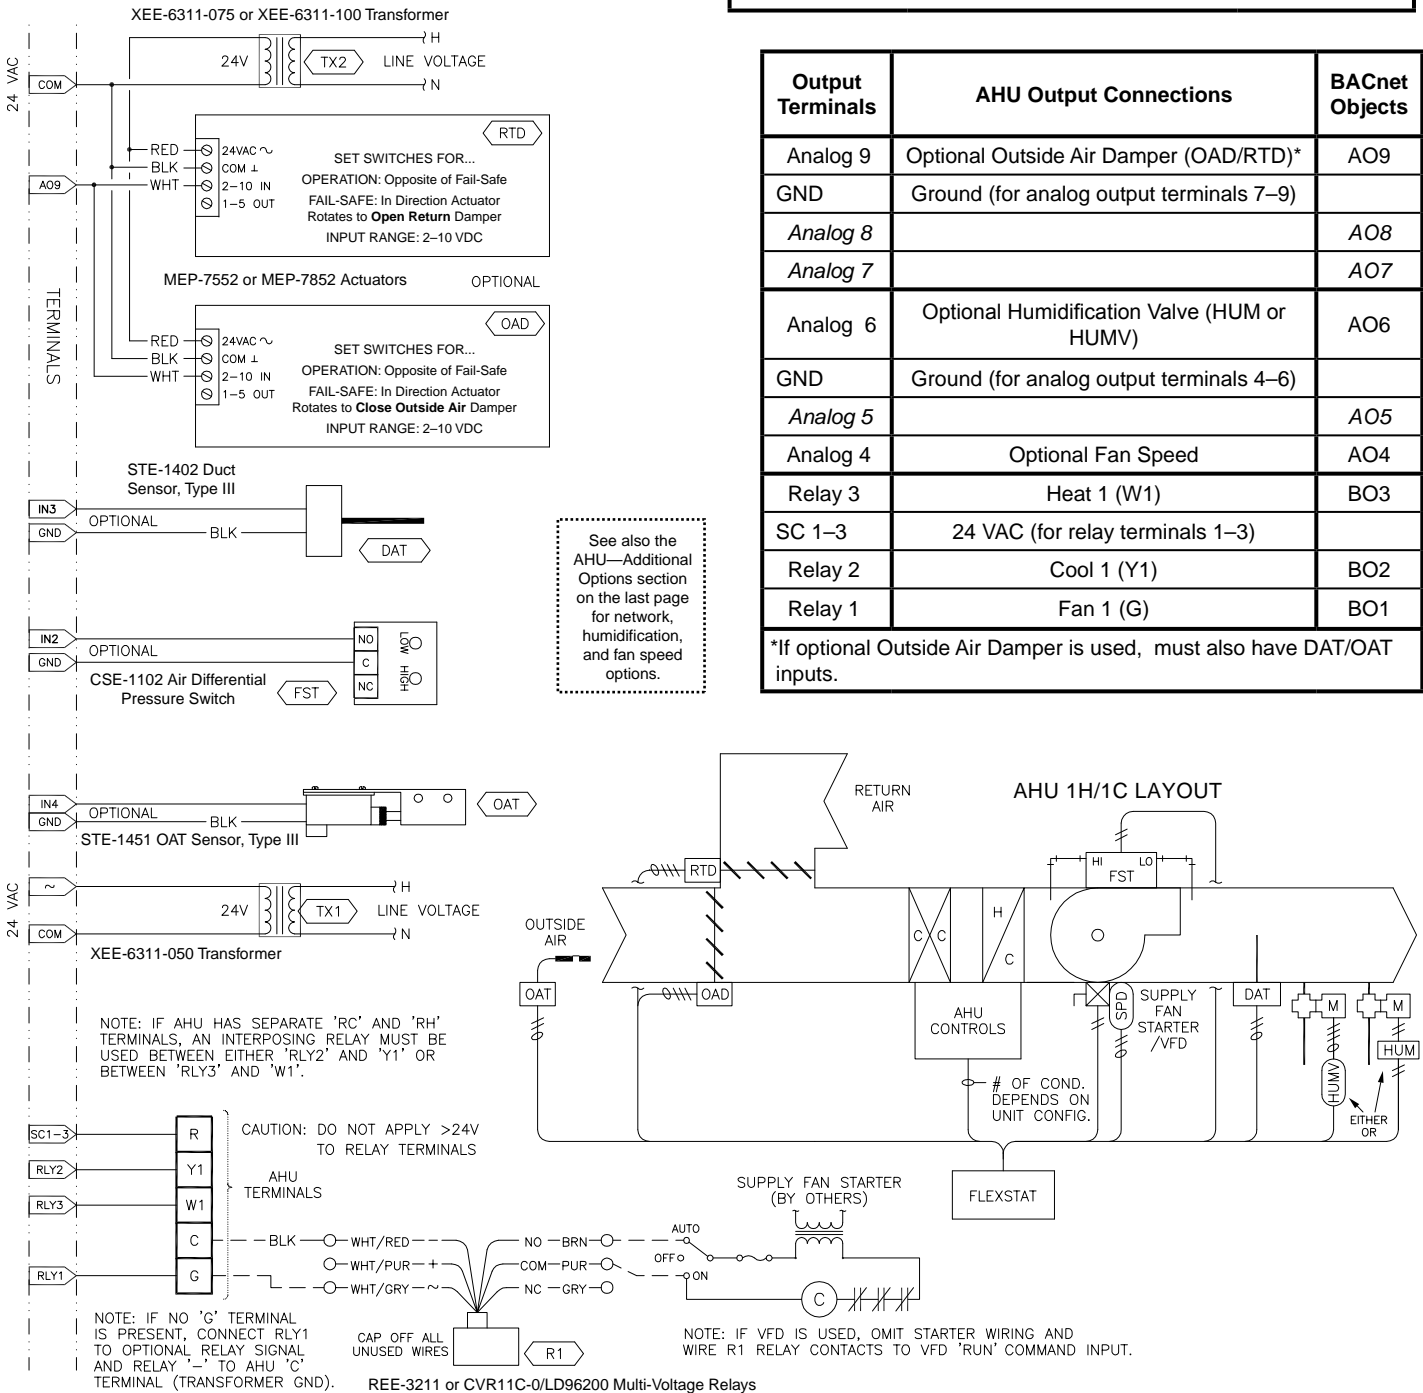 XEE-6311-075 or XEE-6311-100 Transformer
24 VAC
COM
24V
TX2
H
LINE VOLTAGE
N
RTD
RED
24VAC
BLK
COM ⊥
AO9
WHT
2-10 IN
1-5 OUT
SET SWITCHES FOR...
OPERATION: Opposite of Fail-Safe
FAIL-SAFE: In Direction Actuator
Rotates to Open Return Damper
INPUT RANGE: 2–10 VDC
MEP-7552 or MEP-7852 Actuators
OPTIONAL
TERMINALS
OAD
RED
24VAC
BLK
COM ⊥
WHT
2-10 IN
1-5 OUT
SET SWITCHES FOR...
OPERATION: Opposite of Fail-Safe
FAIL-SAFE: In Direction Actuator
Rotates to Close Outside Air Damper
INPUT RANGE: 2–10 VDC
STE-1402 Duct
Sensor, Type III
IN3
OPTIONAL
GND
BLK
DAT
IN2
OPTIONAL
GND
NO
C
NC
LOW
HIGH
CSE-1102 Air Differential
Pressure Switch
FST
IN4
OPTIONAL
GND
BLK
OAT
STE-1451 OAT Sensor, Type III
24 VAC
~
COM
24V
TX1
H
LINE VOLTAGE
N
XEE-6311-050 Transformer
NOTE: IF AHU HAS SEPARATE 'RC' AND 'RH'
TERMINALS, AN INTERPOSING RELAY MUST BE
USED BETWEEN EITHER 'RLY2' AND 'Y1' OR
BETWEEN 'RLY3' AND 'W1'.
SC1-3
R
RLY2
Y1
RLY3
W1
C
RLY1
G
AHU
TERMINALS
CAUTION: DO NOT APPLY >24V
TO RELAY TERMINALS
BLK
WHT/RED -
WHT/PUR +
WHT/GRY ~
NO BRN
COM PUR
NC GRY
CAP OFF ALL
UNUSED WIRES
R1
NOTE: IF NO 'G' TERMINAL
IS PRESENT, CONNECT RLY1
TO OPTIONAL RELAY SIGNAL
AND RELAY '-' TO AHU 'C'
TERMINAL (TRANSFORMER GND).
REE-3211 or CVR11C-0/LD96200 Multi-Voltage Relays
SUPPLY FAN STARTER
(BY OTHERS)
AUTO
OFF
ON
C
NOTE: IF VFD IS USED, OMIT STARTER WIRING AND
WIRE R1 RELAY CONTACTS TO VFD 'RUN' COMMAND INPUT.
See also the
AHU—Additional
Options section
on the last page
for network,
humidification,
and fan speed
options.
Output Terminals	AHU Output Connections	BACnet Objects
Analog 9	Optional Outside Air Damper (OAD/RTD)*	AO9
GND	Ground (for analog output terminals 7–9)
Analog 8	AO8
Analog 7	AO7
Analog 6	Optional Humidification Valve (HUM or HUMV)	AO6
GND	Ground (for analog output terminals 4–6)
Analog 5	AO5
Analog 4	Optional Fan Speed	AO4
Relay 3	Heat 1 (W1)	BO3
SC 1–3	24 VAC (for relay terminals 1–3)
Relay 2	Cool 1 (Y1)	BO2
Relay 1	Fan 1 (G)	BO1
*If optional Outside Air Damper is used, must also have DAT/OAT
inputs.
AHU 1H/1C LAYOUT
RETURN
AIR
RTD
HI
LO
FST
OUTSIDE
AIR
OAT
OAD
C C
H
C
AHU
CONTROLS
SPD
SUPPLY
FAN
STARTER
/VFD
DAT
M
M
HUMV
HUM
EITHER
OR
# OF COND.
DEPENDS ON
UNIT CONFIG.
FLEXSTAT